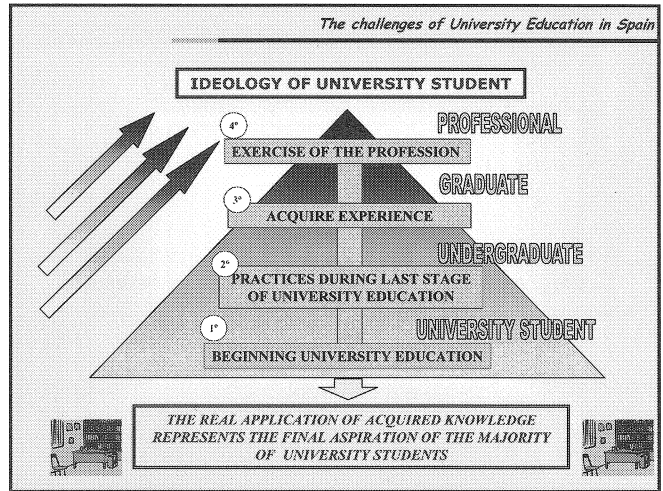 The challenges of University Education in Spain
IDEOLOGY OF UNIVERSITY STUDENT
4º
PROFESSIONAL
EXERCISE OF THE PROFESSION
GRADUATE
3º
ACQUIRE EXPERIENCE
UNDERGRADUATE
2º
PRACTICES DURING LAST STAGE
OF UNIVERSITY EDUCATION
1º
UNIVERSITY STUDENT
BEGINNING UNIVERSITY EDUCATION
THE REAL APPLICATION OF ACQUIRED KNOWLEDGE
REPRESENTS THE FINAL ASPIRATION OF THE MAJORITY
OF UNIVERSITY STUDENTS